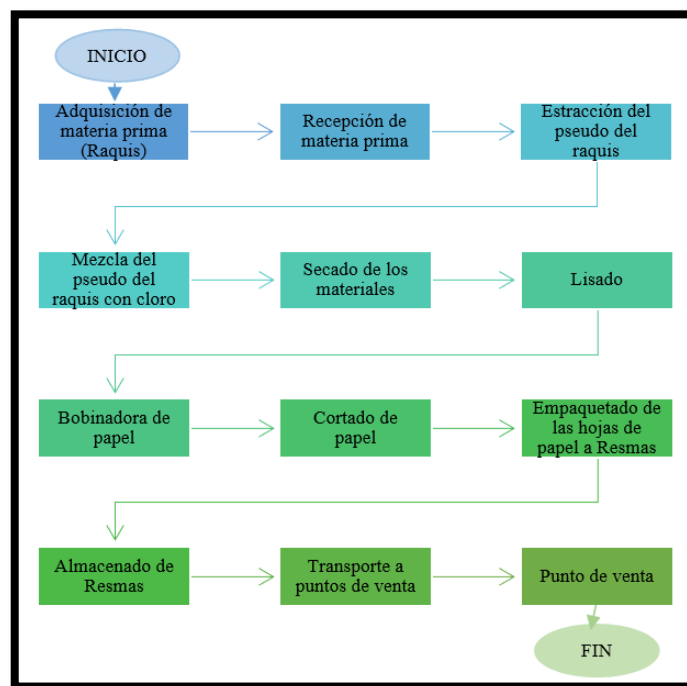 INICIO
Adquisición de
materia prima
(Raquis)
Recepción de
materia prima
Estracción del
pseudo del
raquis
Mezcla del
pseudo del
raquis con cloro
Secado de los
materiales
Lisado
Bobinadora de
papel
Cortado de
papel
Empaquetado de
las hojas de
papel a Resmas
Almacenado de
Resmas
Transporte a
puntos de venta
Punto de venta
FIN